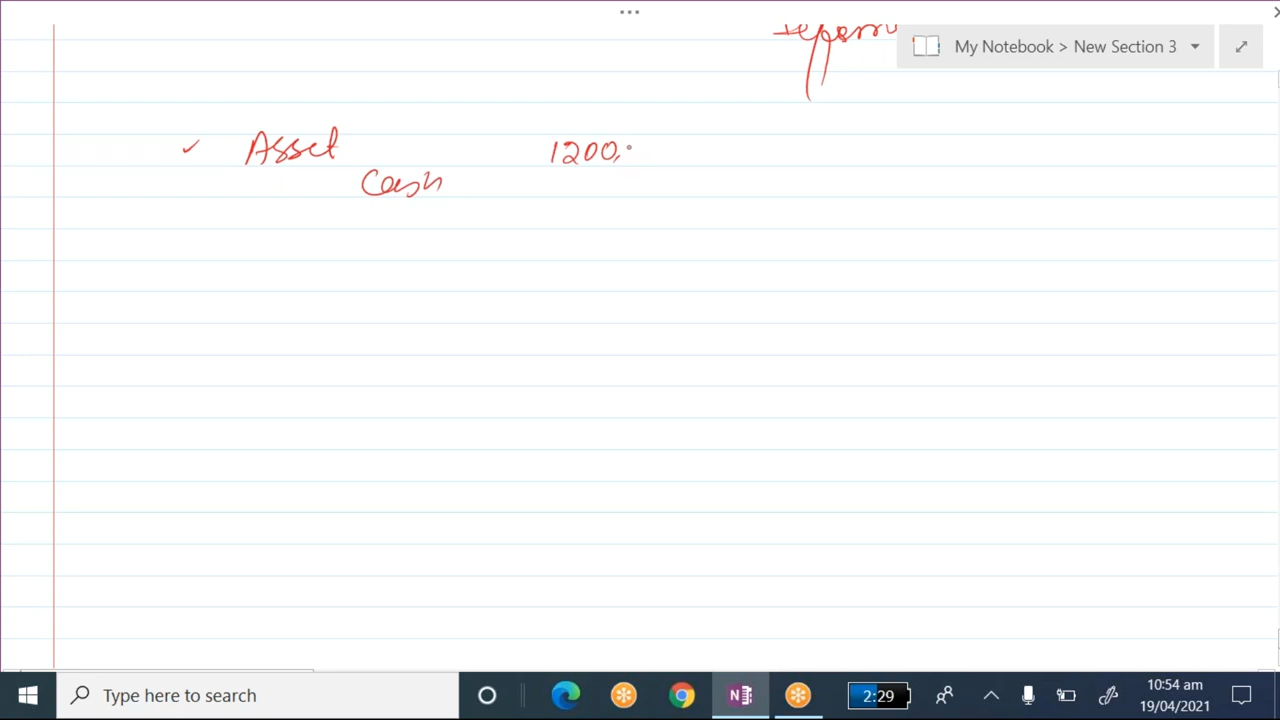 My Notebook > New Section 3
✓ Asset 1200,
Cash
Type here to search
2:29
10:54 am
19/04/2021